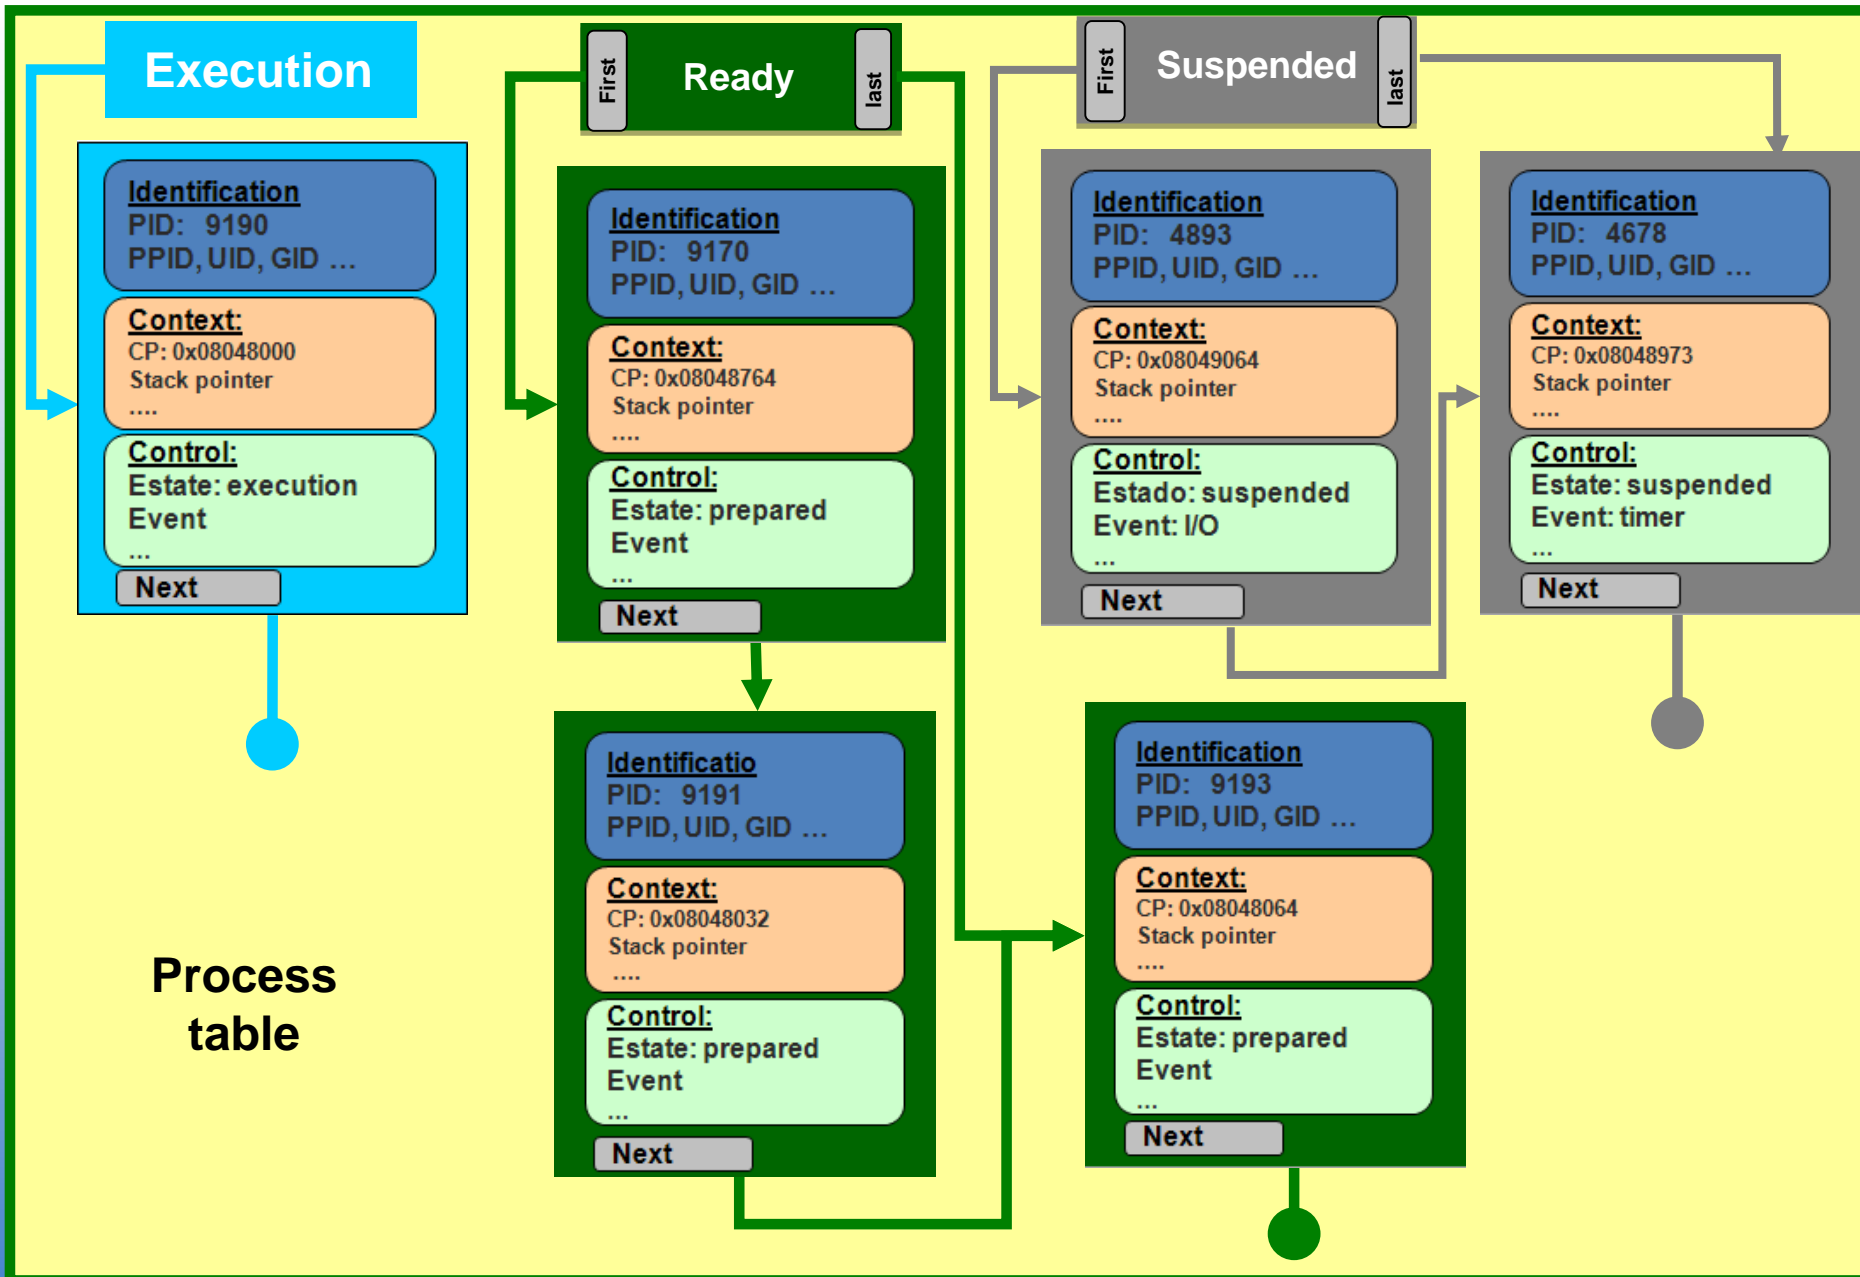 Execution
First
Ready
last
First
Suspended
last
Identification
PID: 9190
PPID, UID, GID ...
Context:
CP: 0x08048000
Stack pointer
....
Control:
Estate: execution
Event
...
Next
Identification
PID: 9170
PPID, UID, GID ...
Context:
CP: 0x08048764
Stack pointer
....
Control:
Estate: prepared
Event
...
Next
Identification
PID: 4893
PPID, UID, GID ...
Context:
CP: 0x08049064
Stack pointer
....
Control:
Estado: suspended
Event: I/O
...
Next
Identification
PID: 4678
PPID, UID, GID ...
Context:
CP: 0x08048973
Stack pointer
....
Control:
Estate: suspended
Event: timer
...
Next
Identificatio
PID: 9191
PPID, UID, GID ...
Context:
CP: 0x08048032
Stack pointer
....
Control:
Estate: prepared
Event
...
Next
Identification
PID: 9193
PPID, UID, GID ...
Context:
CP: 0x08048064
Stack pointer
....
Control:
Estate: prepared
Event
...
Next
Process
table